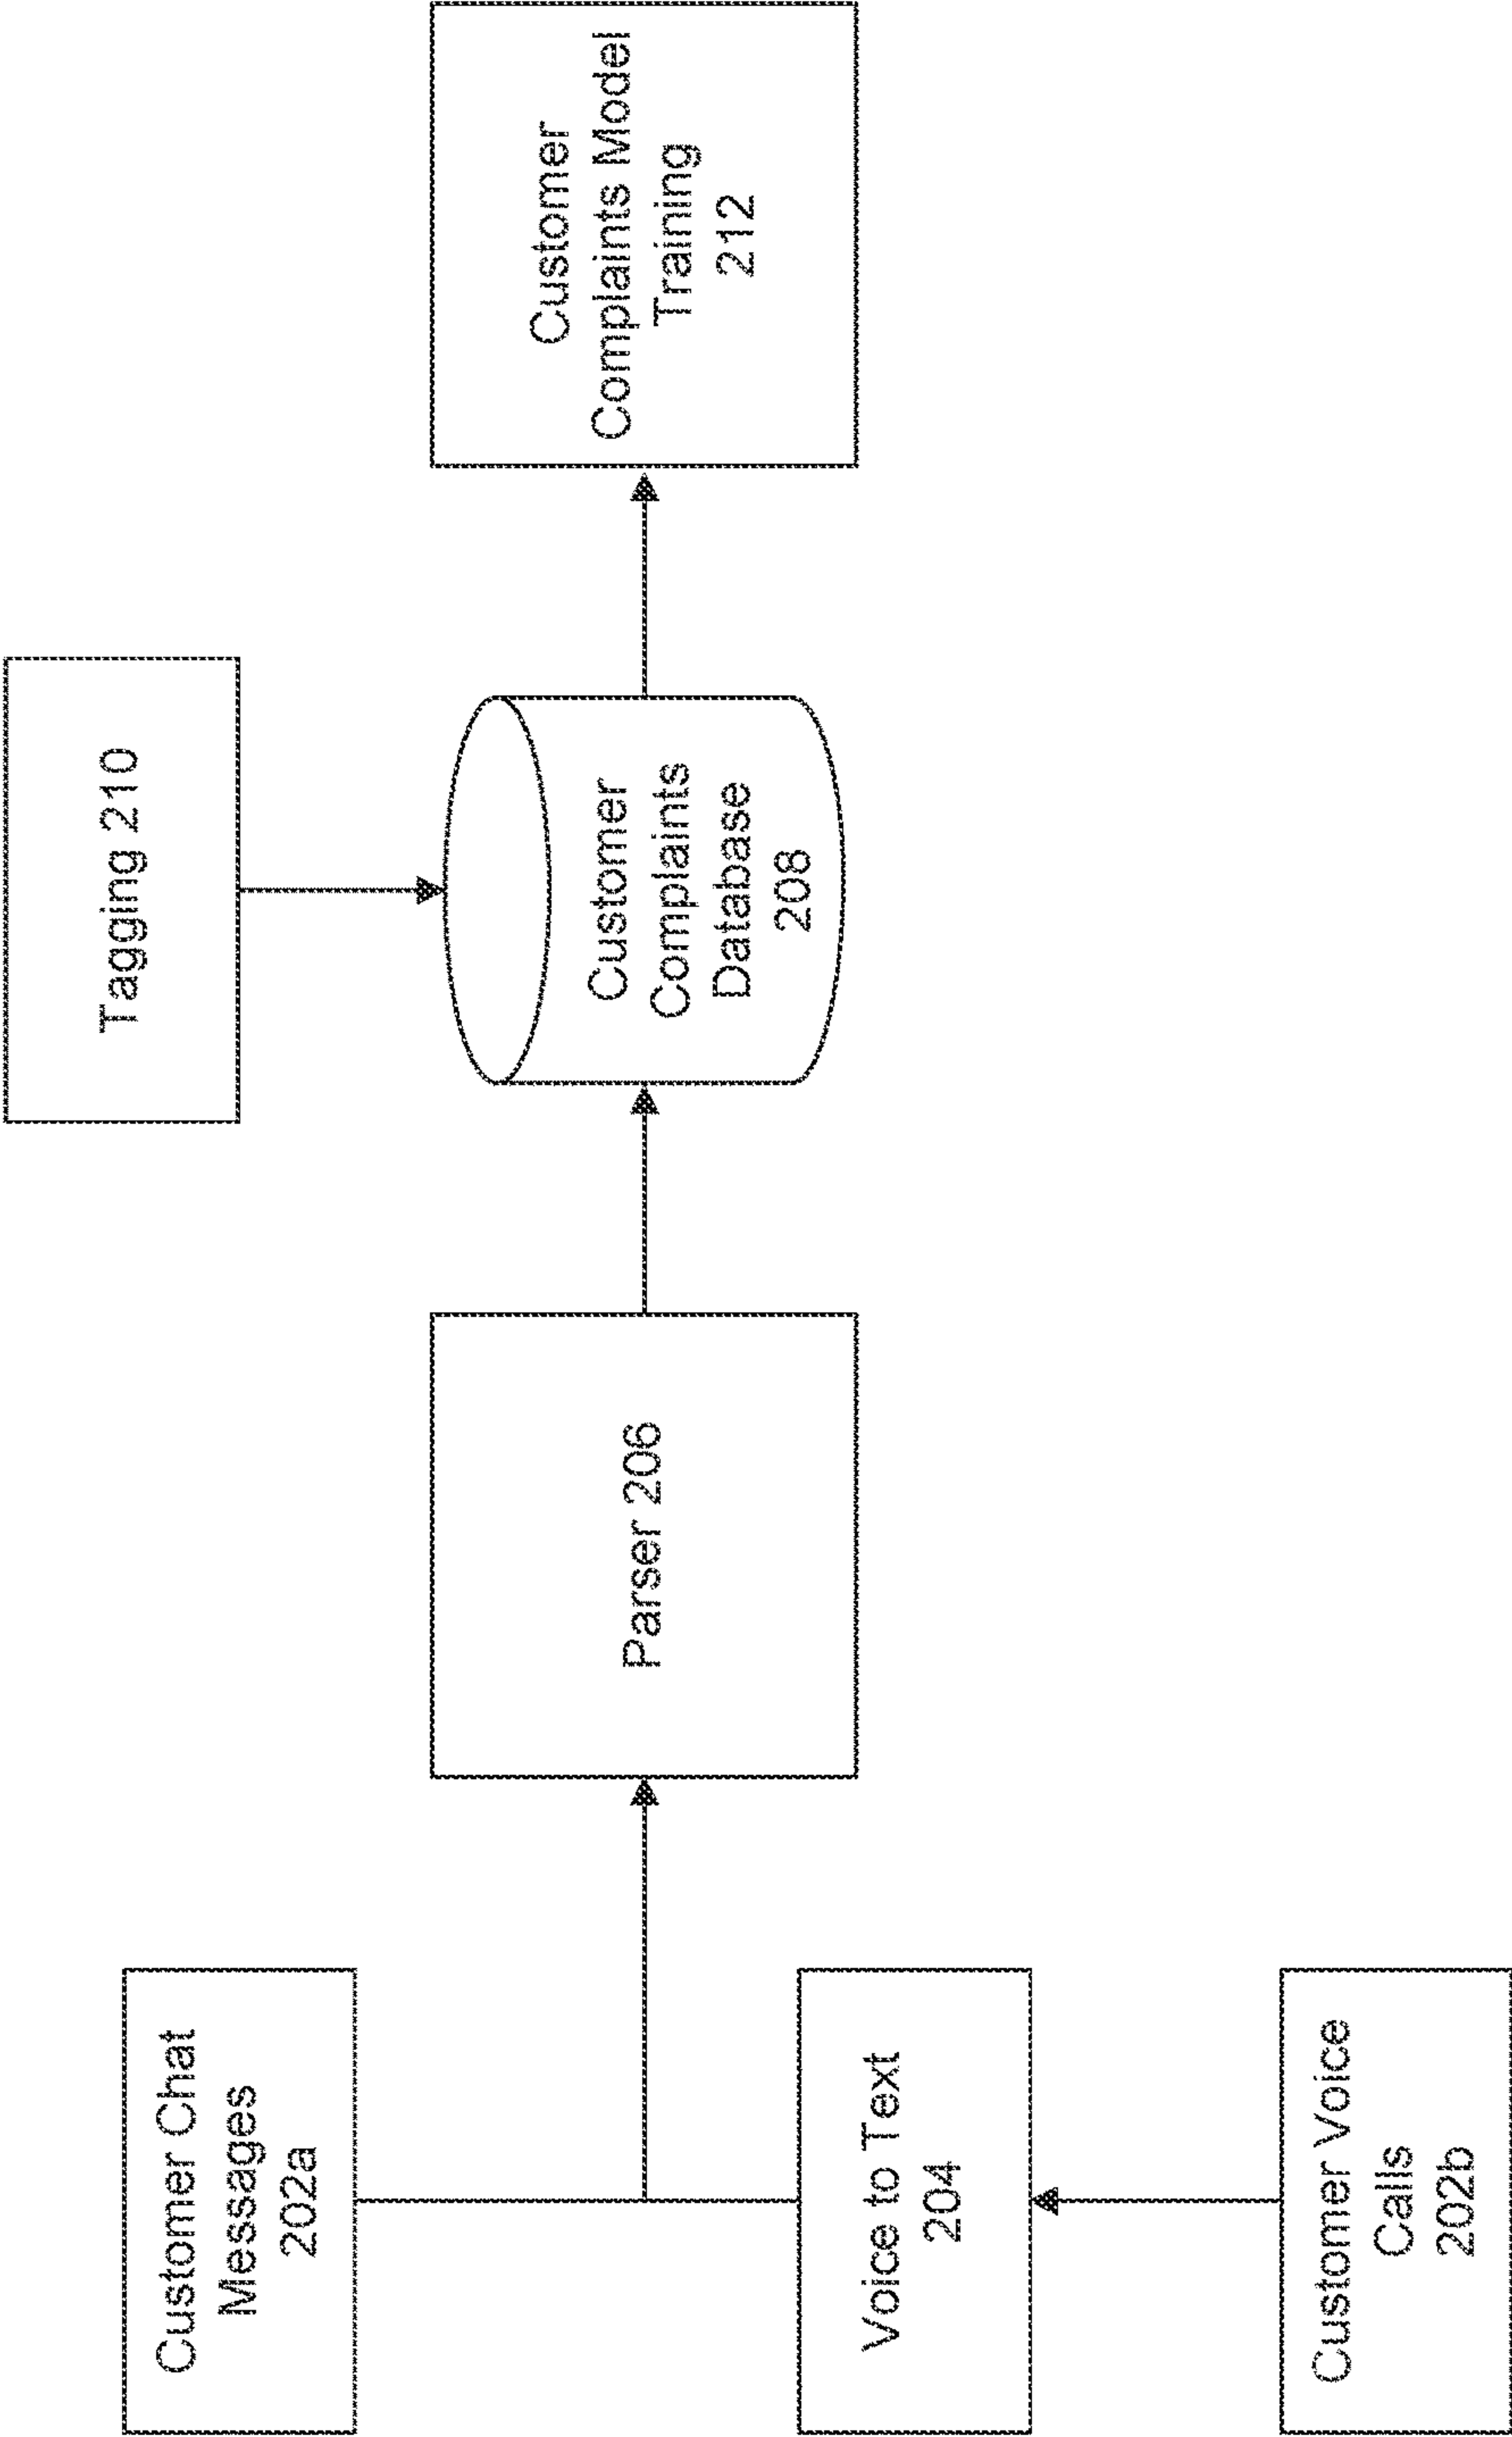 Customer Chat
Messages
202a
Voice to Text
204
Customer Voice
Calls
202b
Parser 206
Tagging 210
Customer
Complaints
Database
208
Customer
Complaints Model
Training
212